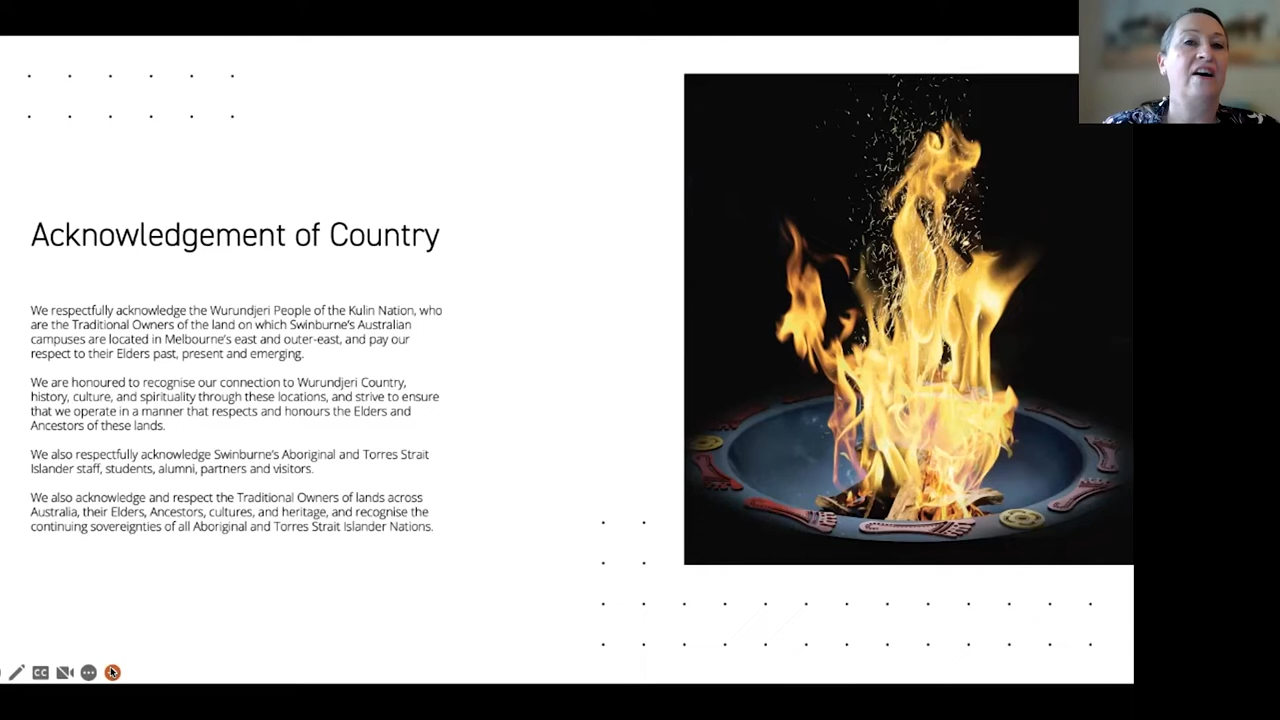 Acknowledgement of Country
We respectfully acknowledge the Wurundjeri People of the Kulin Nation, who
are the Traditional Owners of the land on which Swinburne's Australian
campuses are located in Melbourne's east and outer-east, and pay our
respect to their Elders past, present and emerging.
We are honoured to recognise our connection to Wurundjeri Country,
history, culture, and spirituality through these locations, and strive to ensure
that we operate in a manner that respects and honours the Elders and
Ancestors of these lands.
We also respectfully acknowledge Swinburne's Aboriginal and Torres Strait
Islander staff, students, alumni, partners and visitors.
We also acknowledge and respect the Traditional Owners of lands across
Australia, their Elders, Ancestors, cultures, and heritage, and recognise the
continuing sovereignties of all Aboriginal and Torres Strait Islander Nations.
CC